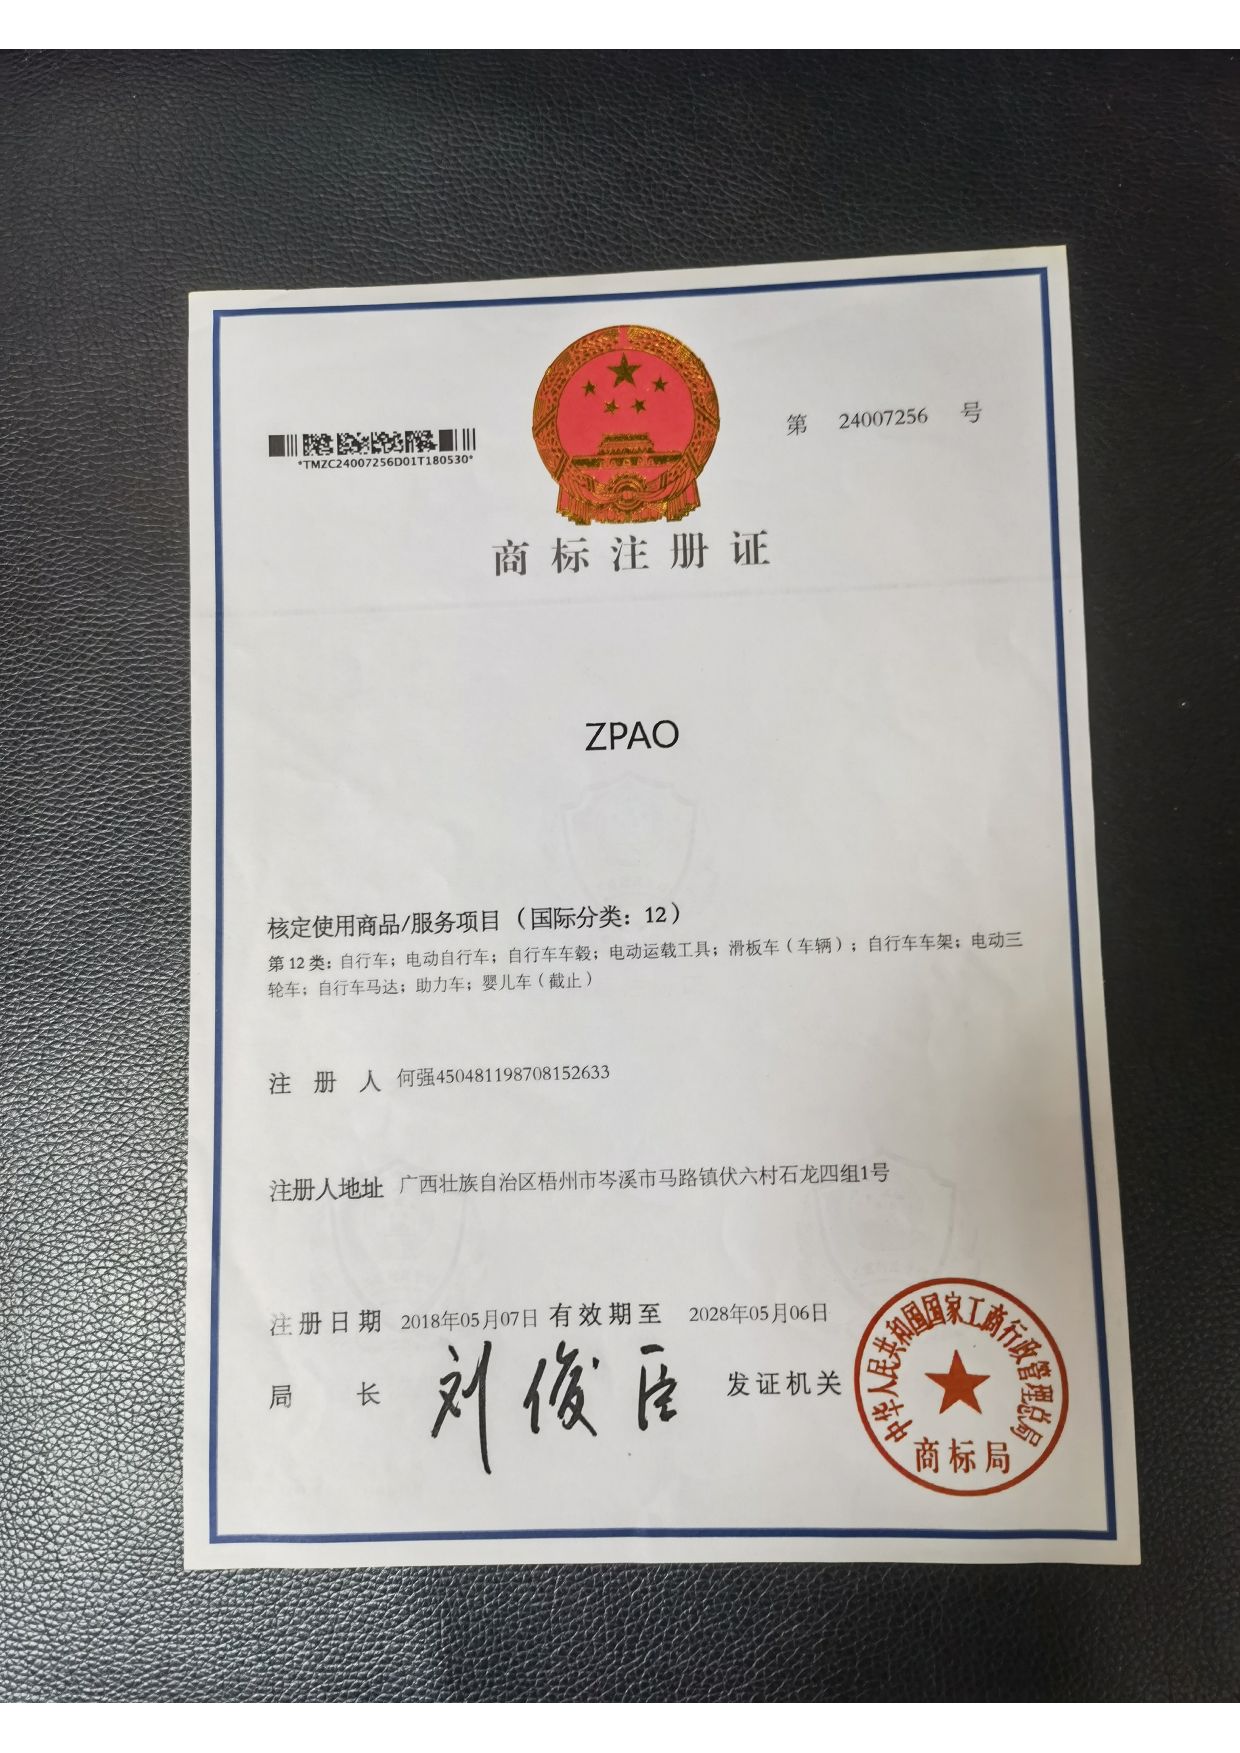 第 24007256 号
*TMZC24007256D01T180530*
商标注册证
ZPAO
核定使用商品/服务项目（国际分类：12）
第12类：自行车；电动自行车；自行车车毂；电动运载工具；滑板车（车辆）；自行车车架；电动三
轮车；自行车马达；助力车；婴儿车（截止）
注册人 何强450481198708152633
注册人地址 广西壮族自治区梧州市岑溪市马路镇伏六村石龙四组1号
注册日期 2018年05月07日 有效期至 2028年05月06日
局长 刘俊臣 发证机关
中华人民共和国国家工商行政管理总局
商标局